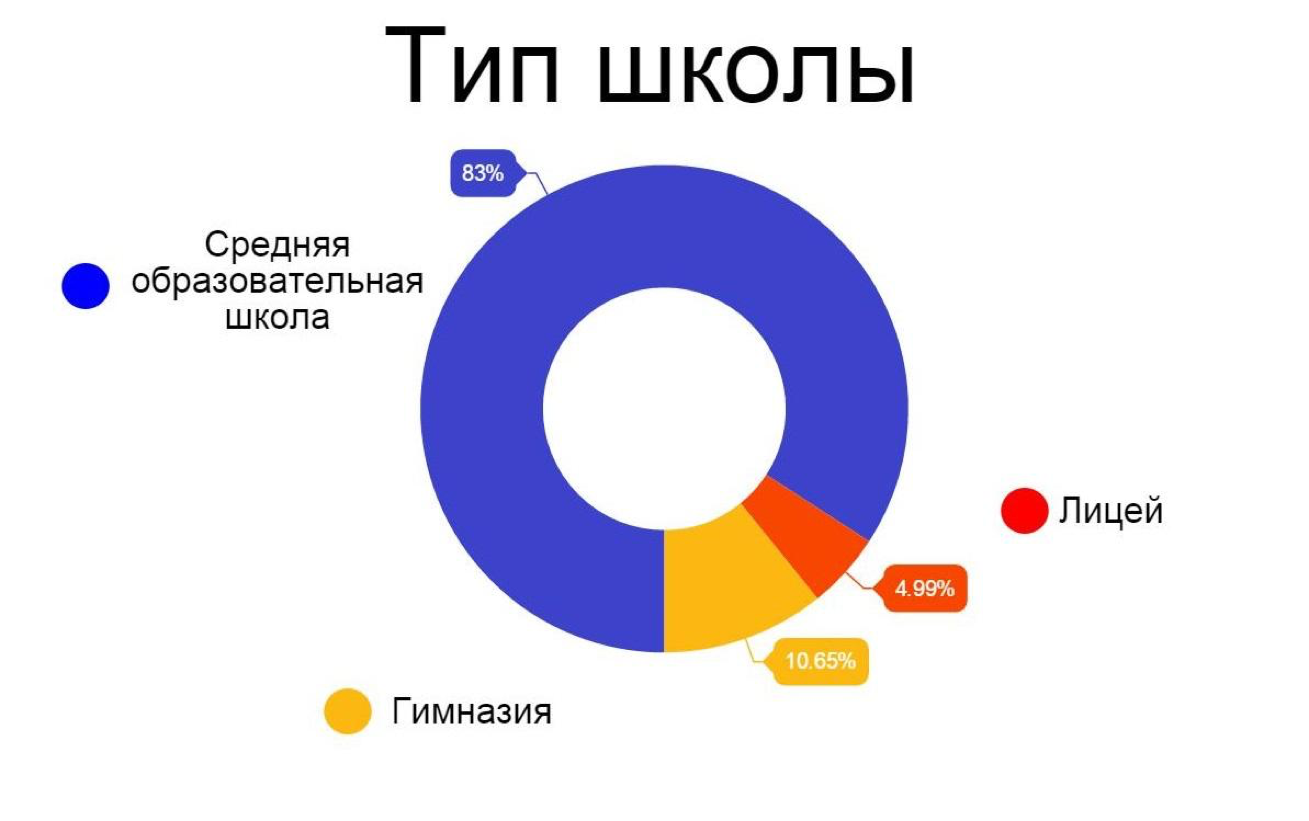 Тип школы
83%
Средняя
образовательная
школа
Лицей
4.99%
10.65%
Гимназия